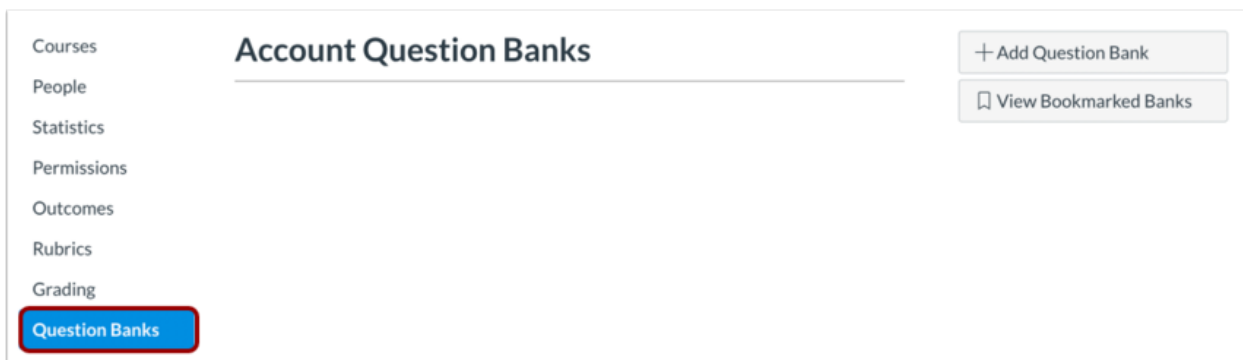 Courses
People
Statistics
Permissions
Outcomes
Rubrics
Grading
Question Banks
Account Question Banks
+ Add Question Bank
View Bookmarked Banks